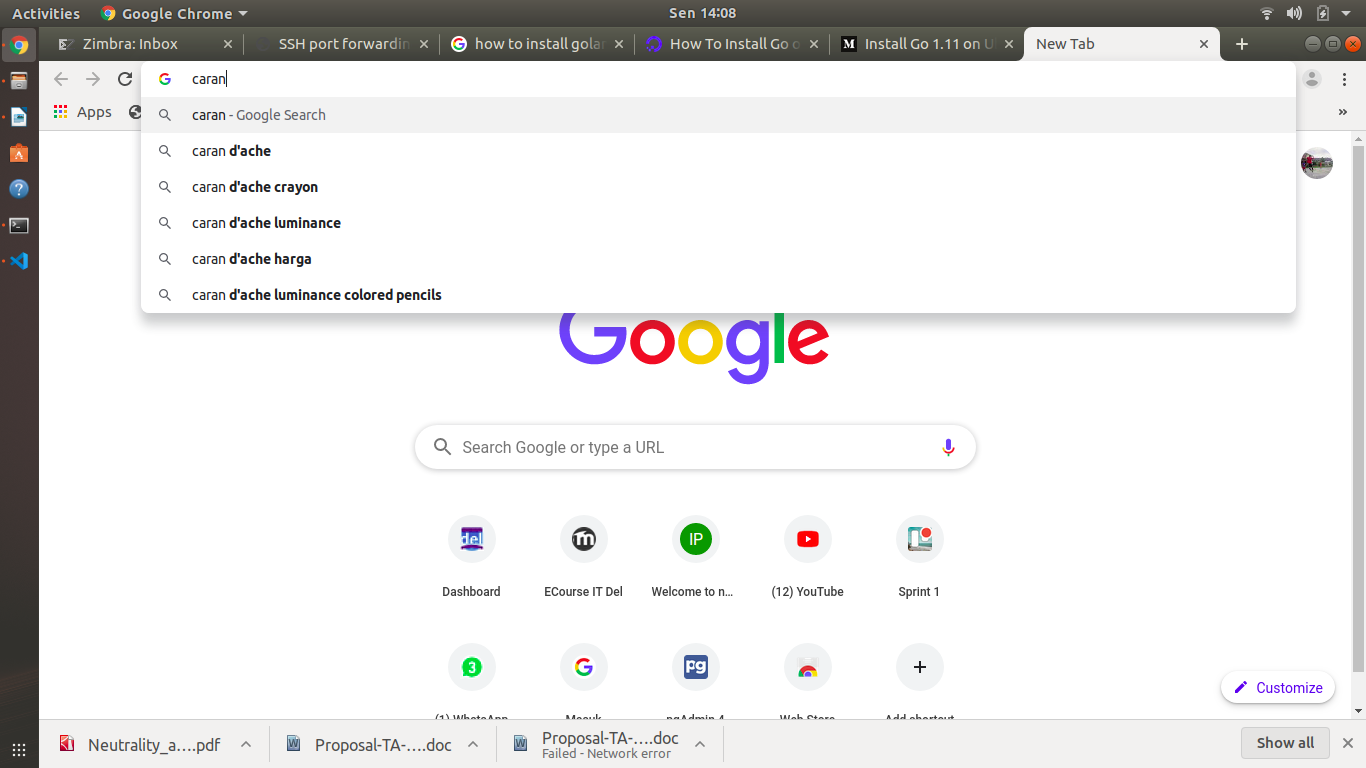 Activities Google Chrome Sen 14:08
Zimbra: Inbox SSH port forwardin how to install golan How To Install Go o Install Go 1.11 on U New Tab
caran
Apps »
caran - Google Search
caran d'ache
caran d'ache crayon
caran d'ache luminance
caran d'ache harga
caran d'ache luminance colored pencils
Google
Search Google or type a URL
del IP
Dashboard ECourse IT Del Welcome to n... (12) YouTube Sprint 1
3 pg
(1) WhatsApp Masuk pgAdmin 4 Web Store Add shortcut
Customize
Neutrality_a....pdf Proposal-TA-....doc Proposal-TA-....doc Show all
Failed - Network error